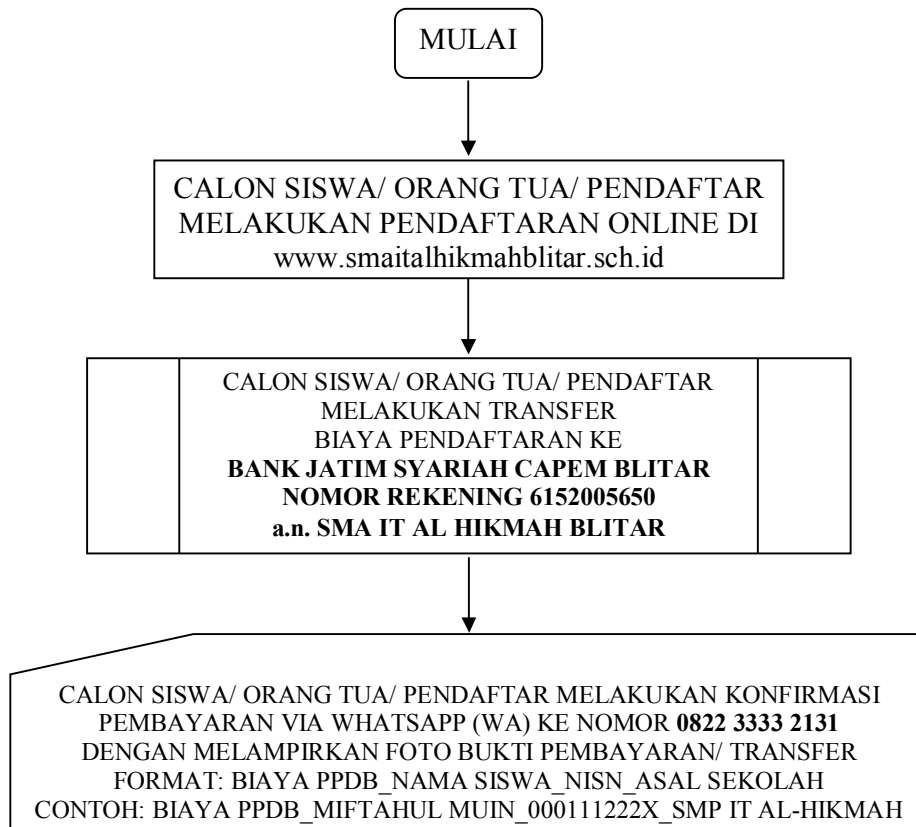 MULAI
CALON SISWA/ ORANG TUA/ PENDAFTAR
MELAKUKAN PENDAFTARAN ONLINE DI
www.smaitalhikmahblitar.sch.id
CALON SISWA/ ORANG TUA/ PENDAFTAR
MELAKUKAN TRANSFER
BIAYA PENDAFTARAN KE
BANK JATIM SYARIAH CAPEM BLITAR
NOMOR REKENING 6152005650
a.n. SMA IT AL HIKMAH BLITAR
CALON SISWA/ ORANG TUA/ PENDAFTAR MELAKUKAN KONFIRMASI
PEMBAYARAN VIA WHATSAPP (WA) KE NOMOR 0822 3333 2131
DENGAN MELAMPIRKAN FOTO BUKTI PEMBAYARAN/ TRANSFER
FORMAT: BIAYA PPDB_NAMA SISWA_NISN_ASAL SEKOLAH
CONTOH: BIAYA PPDB_MIFTAHUL MUIN_000111222X_SMP IT AL-HIKMAH